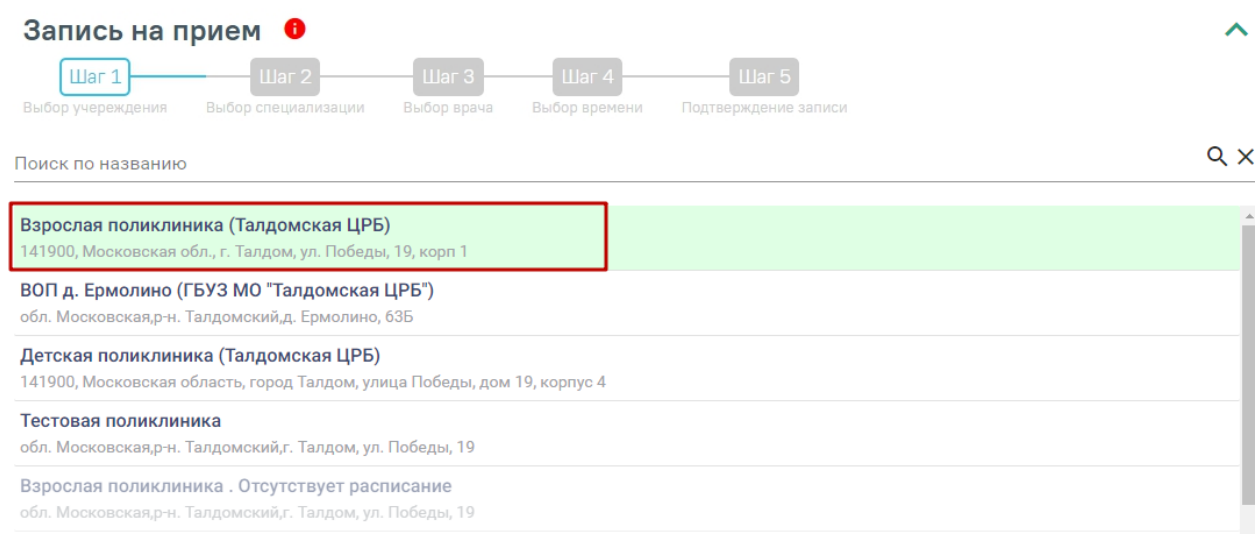 Запись на прием
Шаг 1 Шаг 2 Шаг 3 Шаг 4 Шаг 5
Выбор учереждения Выбор специализации Выбор врача Выбор времени Подтверждение записи
Поиск по названию
Взрослая поликлиника (Талдомская ЦРБ)
141900, Московская обл., г. Талдом, ул. Победы, 19, корп 1
ВОП д. Ермолино (ГБУЗ МО "Талдомская ЦРБ")
обл. Московская,р-н. Талдомский,д. Ермолино, 63Б
Детская поликлиника (Талдомская ЦРБ)
141900, Московская область, город Талдом, улица Победы, дом 19, корпус 4
Тестовая поликлиника
обл. Московская,р-н. Талдомский,г. Талдом, ул. Победы, 19
Взрослая поликлиника . Отсутствует расписание
обл. Московская,р-н. Талдомский,г. Талдом, ул. Победы, 19